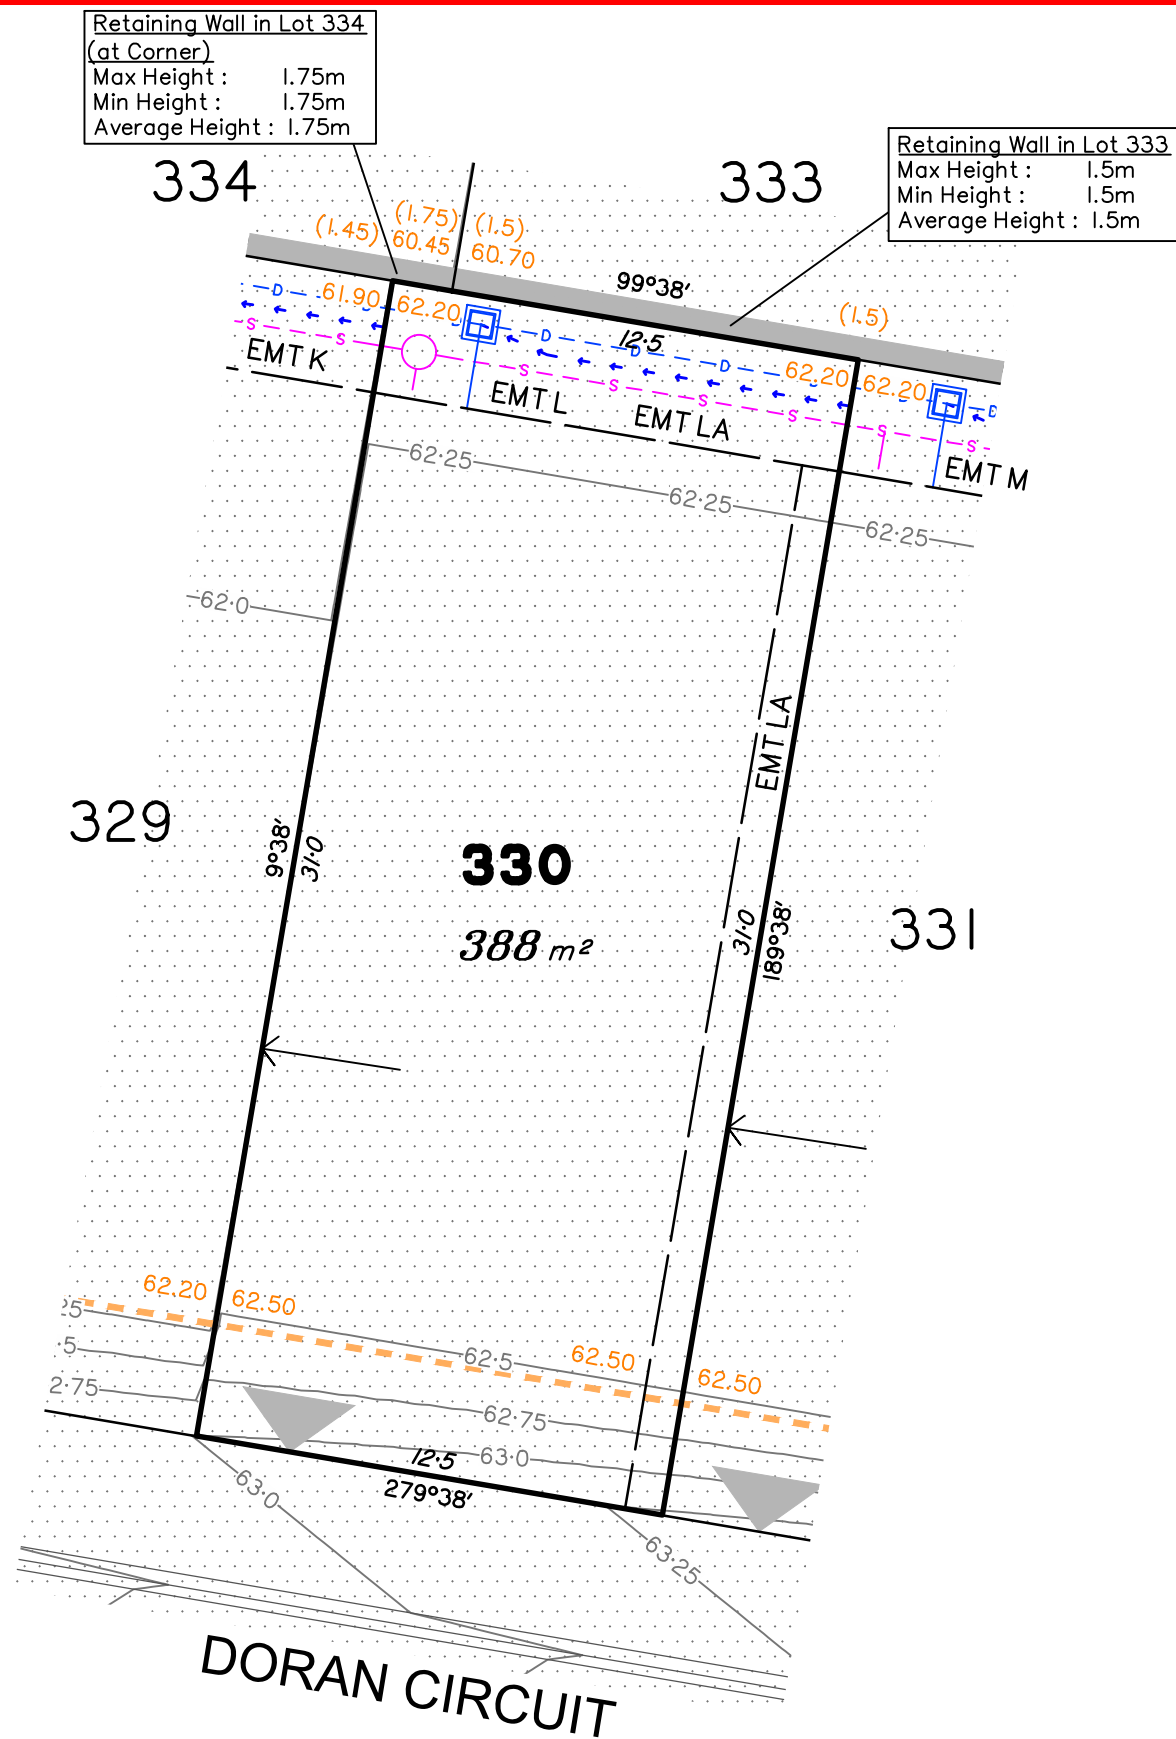 Retaining Wall in Lot 334
(at Corner)
Max Height : 1.75m
Min Height : 1.75m
Average Height : 1.75m
Retaining Wall in Lot 333
Max Height : 1.5m
Min Height : 1.5m
Average Height : 1.5m
334
333
(1.45)
(1.75)
(1.5)
60.45
60.70
99°38'
(1.5)
D
61.90
62.20
D
12·5
D
D
62.20
62.20
D
S
S
S
S
S
S
S
S
EMT K
EMT L
EMT LA
EMT M
62·25
62·25
62·25
62·0
EMT LA
329
9°38'
31·0
330
388 m²
31·0
189°38'
331
62.20
62.50
25
·5
2·75
62·5
62.50
62.50
62·75
63·0
12·5
279°38'
63·0
63·25
DORAN CIRCUIT